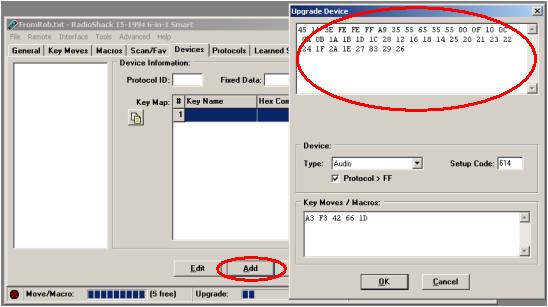 FromRob.txt - RadioShack 15-1994 6-in-1 Smart
File Remote Interface Tools Advanced Help
General Key Moves Macros Scan/Fav Devices Protocols Learned S
Device Information:
Protocol ID: Fixed Data:
Key Map: # Key Name Hex Com
1
Edit Add
Move/Macro: (5 free) Upgrade:
Upgrade Device
3E FE FE FF A9 35 55 65 55 55 55 00 0F 10 0C
0B 1A 1B 1D 1C 28 12 16 18 14 25 20 21 23 22
24 1F 2A 1E 27 83 29 26
Device:
Type: Audio Setup Code: 614
Protocol > FF
Key Moves / Macros:
A3 F3 42 66 1D
OK Cancel